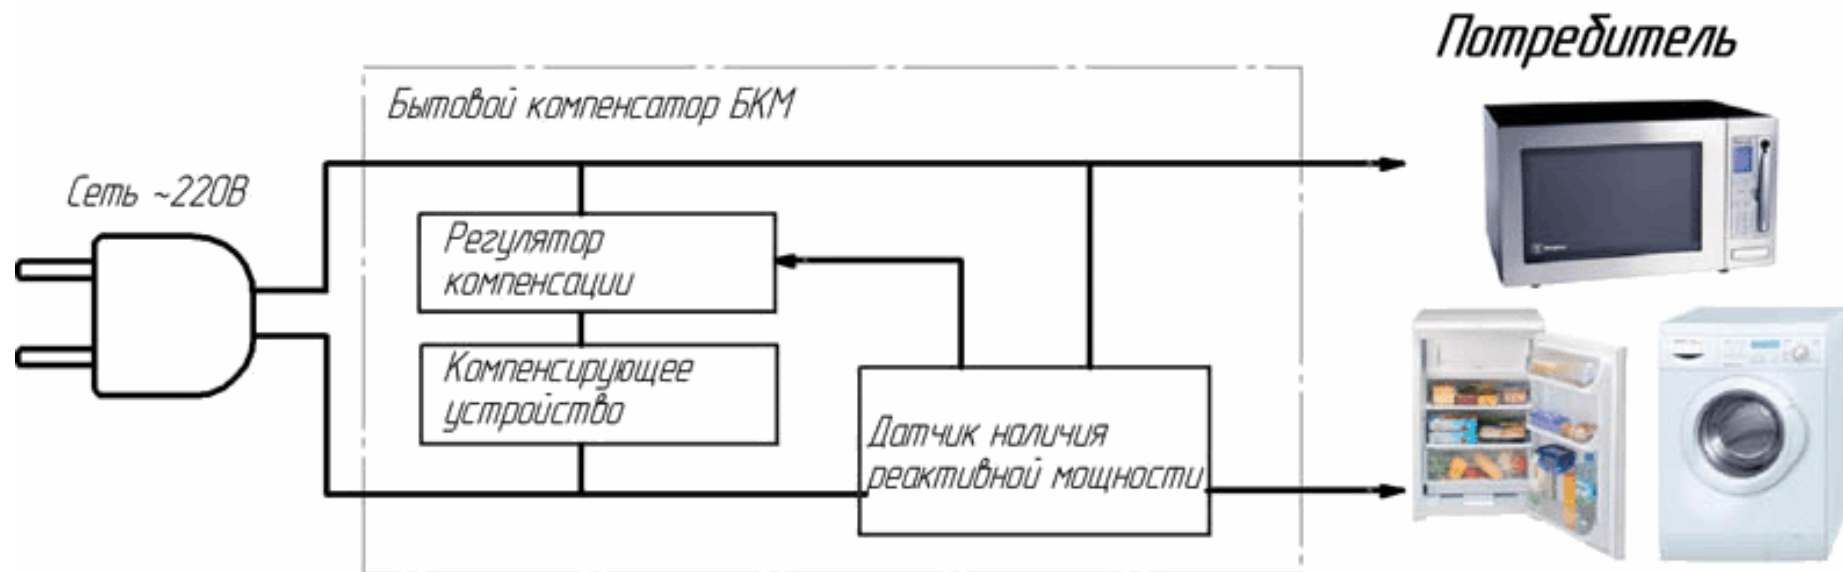 Потребитель
Бытовой компенсатор БКМ
Сеть ~220В
Регулятор
компенсации
Компенсирующее
устройство
Датчик наличия
реактивной мощности